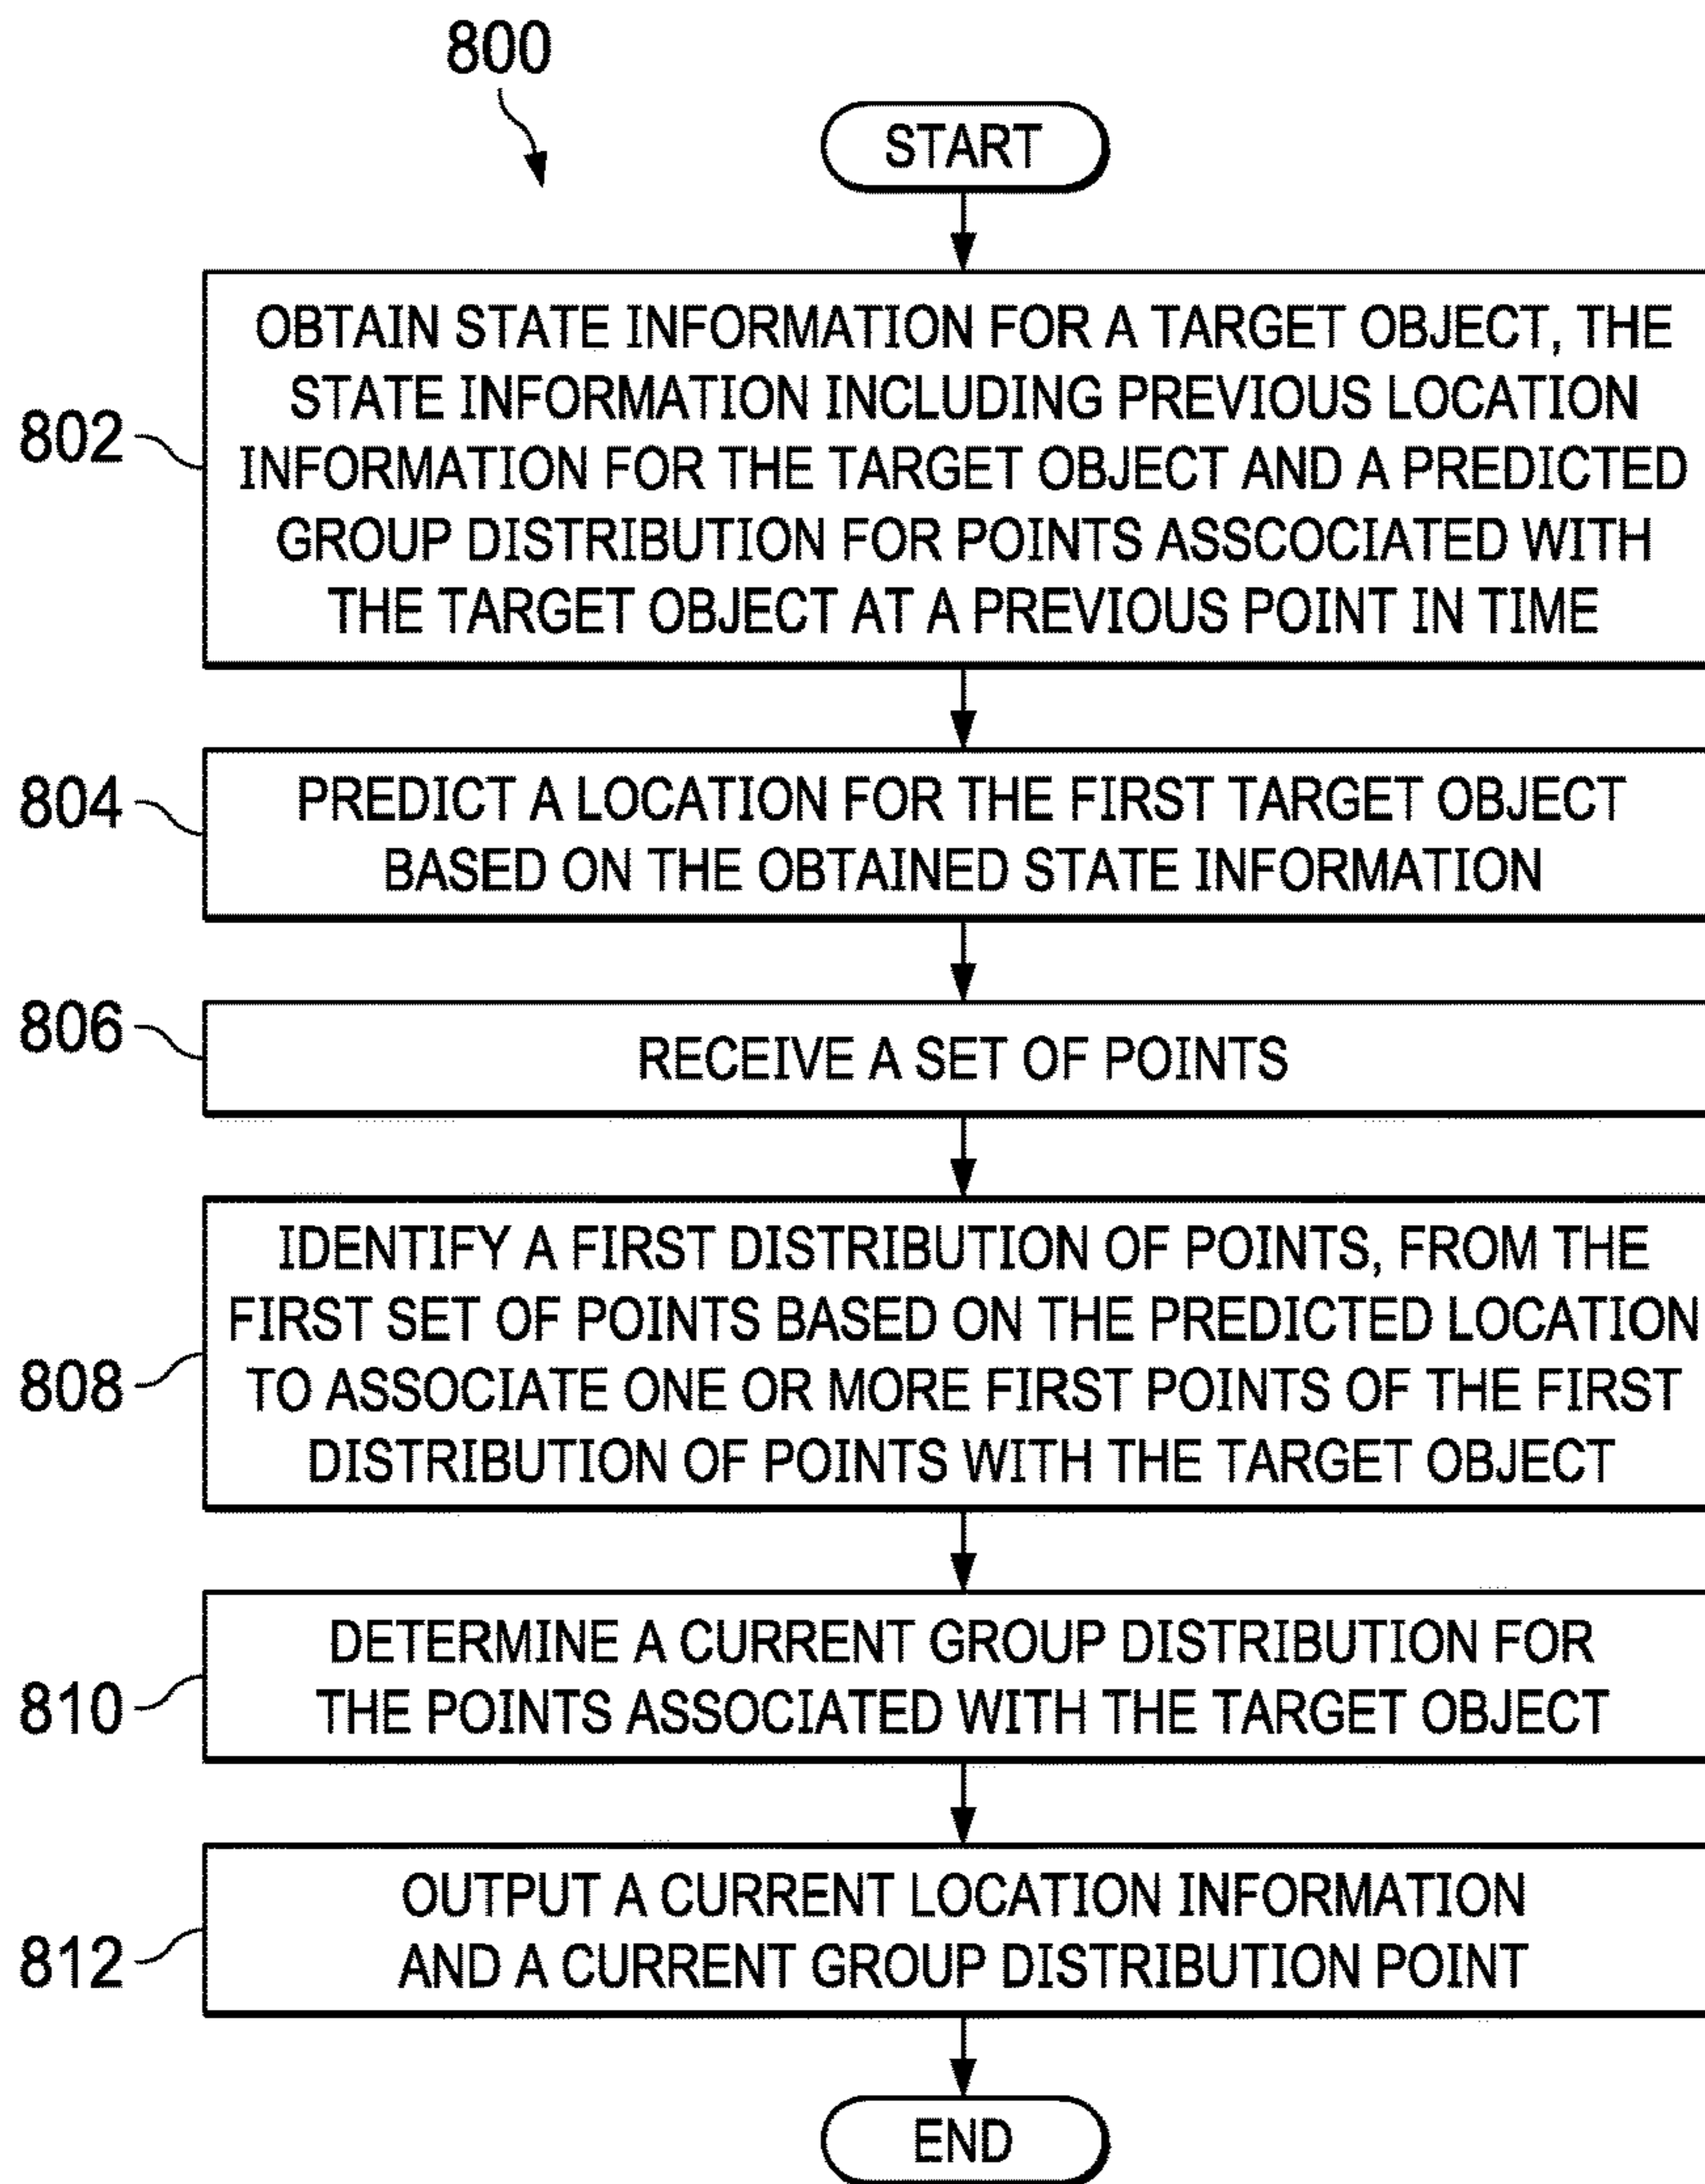 800
START
802
OBTAIN STATE INFORMATION FOR A TARGET OBJECT, THE
STATE INFORMATION INCLUDING PREVIOUS LOCATION
INFORMATION FOR THE TARGET OBJECT AND A PREDICTED
GROUP DISTRIBUTION FOR POINTS ASSCOCIATED WITH
THE TARGET OBJECT AT A PREVIOUS POINT IN TIME
804
PREDICT A LOCATION FOR THE FIRST TARGET OBJECT
BASED ON THE OBTAINED STATE INFORMATION
806
RECEIVE A SET OF POINTS
808
IDENTIFY A FIRST DISTRIBUTION OF POINTS, FROM THE
FIRST SET OF POINTS BASED ON THE PREDICTED LOCATION
TO ASSOCIATE ONE OR MORE FIRST POINTS OF THE FIRST
DISTRIBUTION OF POINTS WITH THE TARGET OBJECT
810
DETERMINE A CURRENT GROUP DISTRIBUTION FOR
THE POINTS ASSOCIATED WITH THE TARGET OBJECT
812
OUTPUT A CURRENT LOCATION INFORMATION
AND A CURRENT GROUP DISTRIBUTION POINT
END